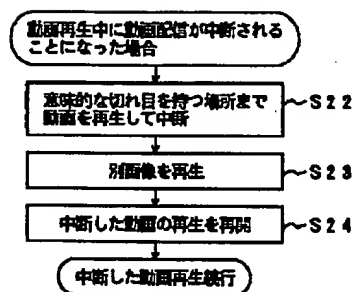 動画再生中に動画配信が中断される
ことになった場合
意味的な切れ目を持つ場所まで
動画を再生して中断
S22
別画像を再生
S23
中断した動画の再生を再開
S24
中断した動画再生続行